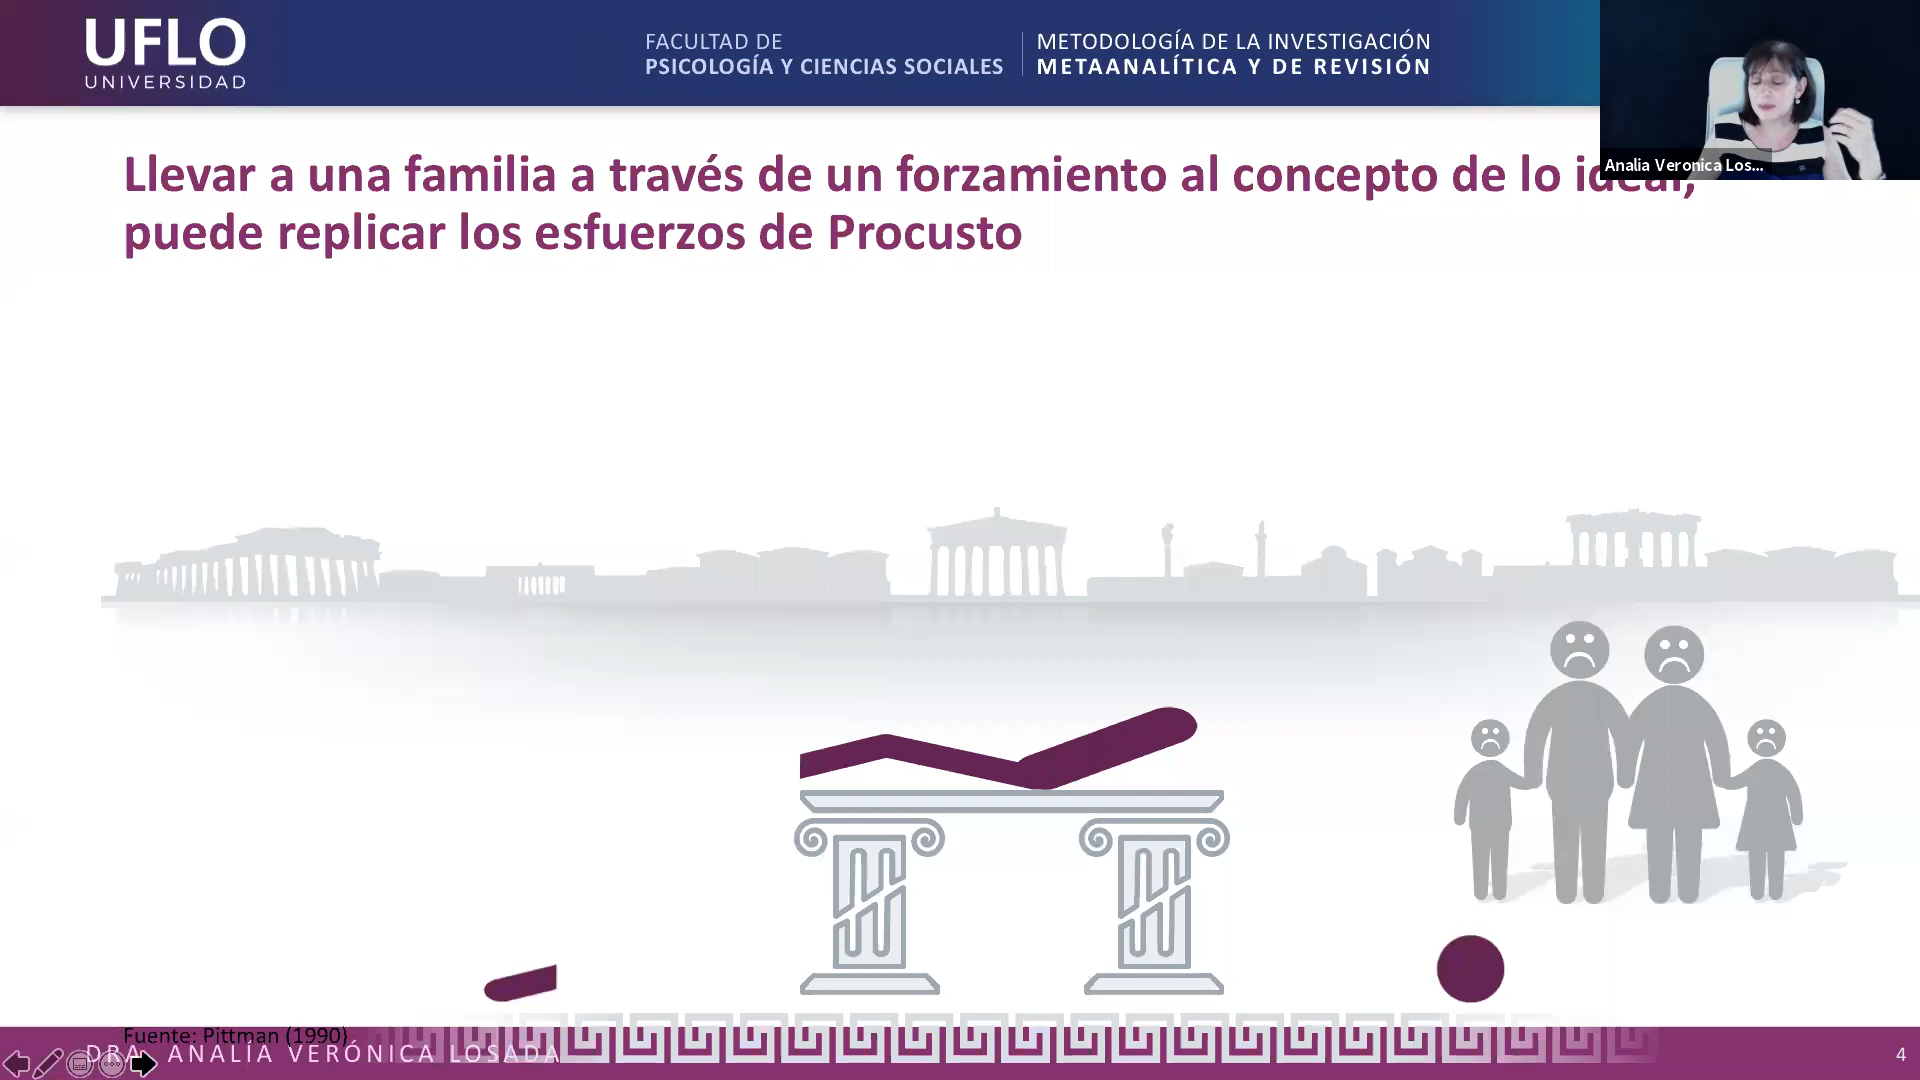 UFLO
UNIVERSIDAD
FACULTAD DE
PSICOLOGÍA Y CIENCIAS SOCIALES
METODOLOGÍA DE LA INVESTIGACIÓN
METAANALÍTICA Y DE REVISIÓN
Analia Veronica Los...
Llevar a una familia a través de un forzamiento al concepto de lo ideal,
puede replicar los esfuerzos de Procusto
Fuente: Pittman (1990)
DRA. ANALÍA VERÓNICA LOSADA
4